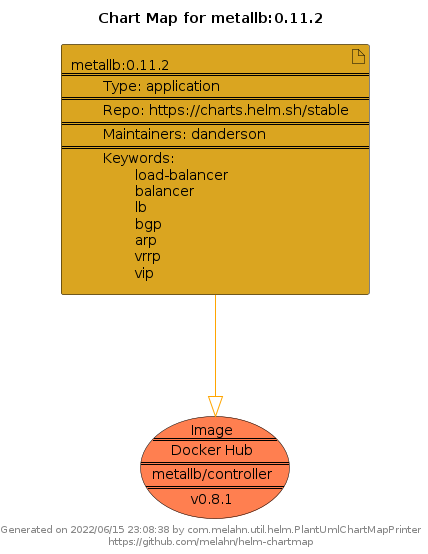 Chart Map for metallb:0.11.2
metallb:0.11.2
Type: application
Repo: https://charts.helm.sh/stable
Maintainers: danderson
Keywords:
load-balancer
balancer
lb
bgp
arp
vrrp
vip
Image
Docker Hub
metallb/controller
v0.8.1
Generated on 2022/06/15 23:08:38 by com.melahn.util.helm.PlantUmlChartMapPrinter
https://github.com/melahn/helm-chartmap